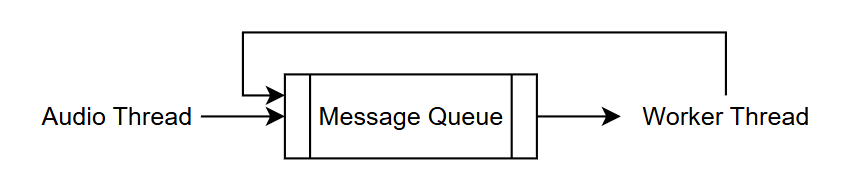 Audio Thread
Message Queue
Worker Thread